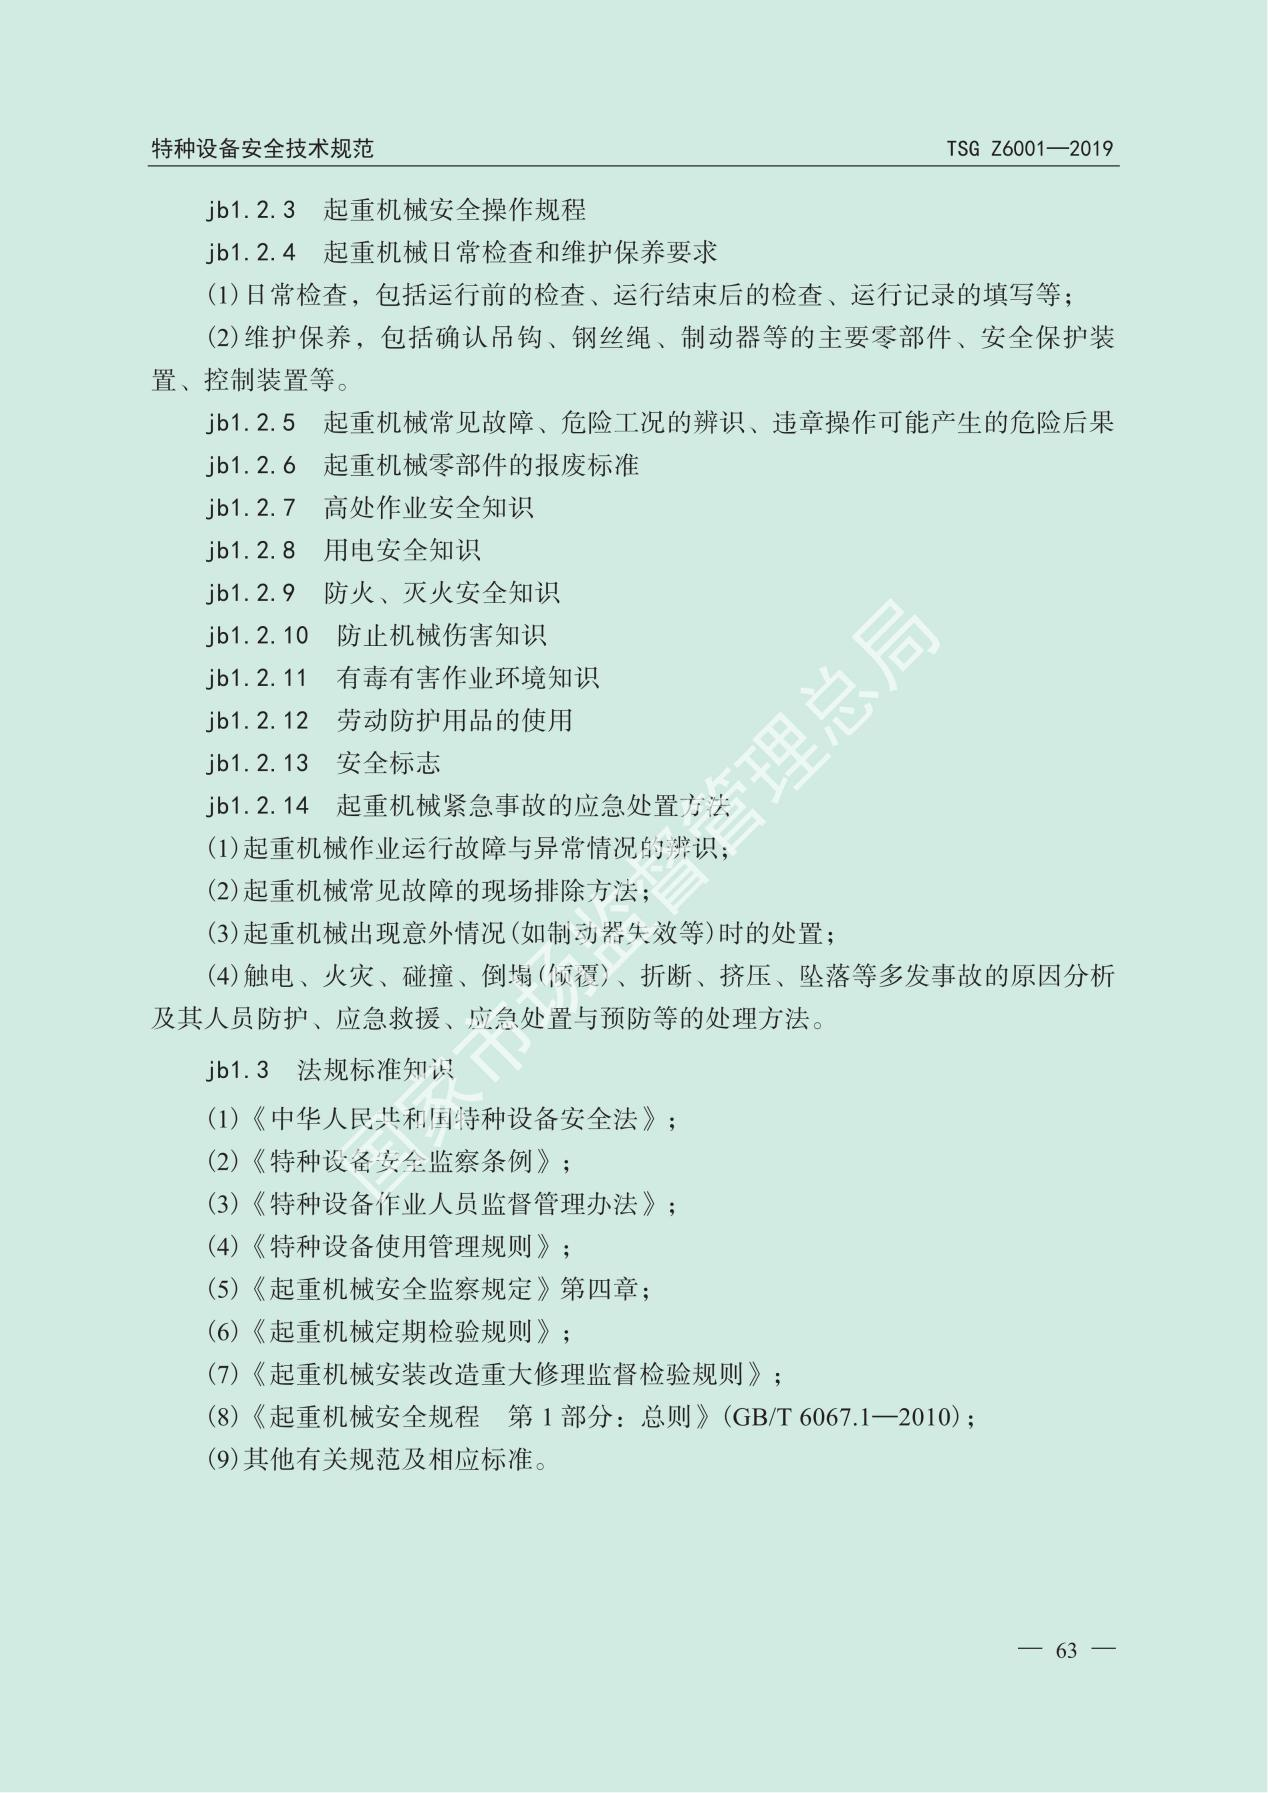 特种设备安全技术规范 TSG Z6001—2019
jb1.2.3 起重机械安全操作规程
jb1.2.4 起重机械日常检查和维护保养要求
(1)日常检查，包括运行前的检查、运行结束后的检查、运行记录的填写等；
(2)维护保养，包括确认吊钩、钢丝绳、制动器等的主要零部件、安全保护装
置、控制装置等。
jb1.2.5 起重机械常见故障、危险工况的辨识、违章操作可能产生的危险后果
jb1.2.6 起重机械零部件的报废标准
jb1.2.7 高处作业安全知识
jb1.2.8 用电安全知识
jb1.2.9 防火、灭火安全知识
jb1.2.10 防止机械伤害知识
jb1.2.11 有毒有害作业环境知识
jb1.2.12 劳动防护用品的使用
jb1.2.13 安全标志
jb1.2.14 起重机械紧急事故的应急处置方法
(1)起重机械作业运行故障与异常情况的辨识；
(2)起重机械常见故障的现场排除方法；
(3)起重机械出现意外情况(如制动器失效等)时的处置；
(4)触电、火灾、碰撞、倒塌(倾覆)、折断、挤压、坠落等多发事故的原因分析
及其人员防护、应急救援、应急处置与预防等的处理方法。
jb1.3 法规标准知识
(1)《中华人民共和国特种设备安全法》；
(2)《特种设备安全监察条例》；
(3)《特种设备作业人员监督管理办法》；
(4)《特种设备使用管理规则》；
(5)《起重机械安全监察规定》第四章；
(6)《起重机械定期检验规则》；
(7)《起重机械安装改造重大修理监督检验规则》；
(8)《起重机械安全规程 第1部分：总则》(GB/T 6067.1—2010)；
(9)其他有关规范及相应标准。
国家市场监督管理总局
— 63 —